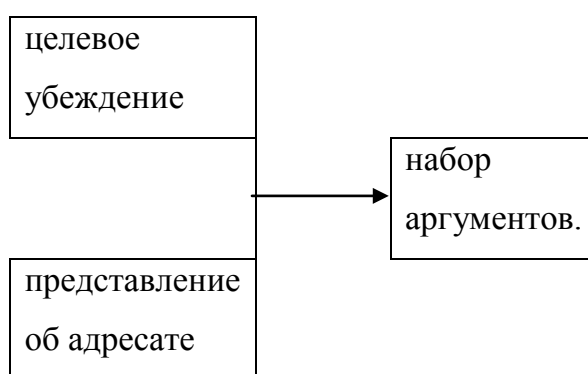 целевое
убеждение
набор
аргументов.
представление
об адресате